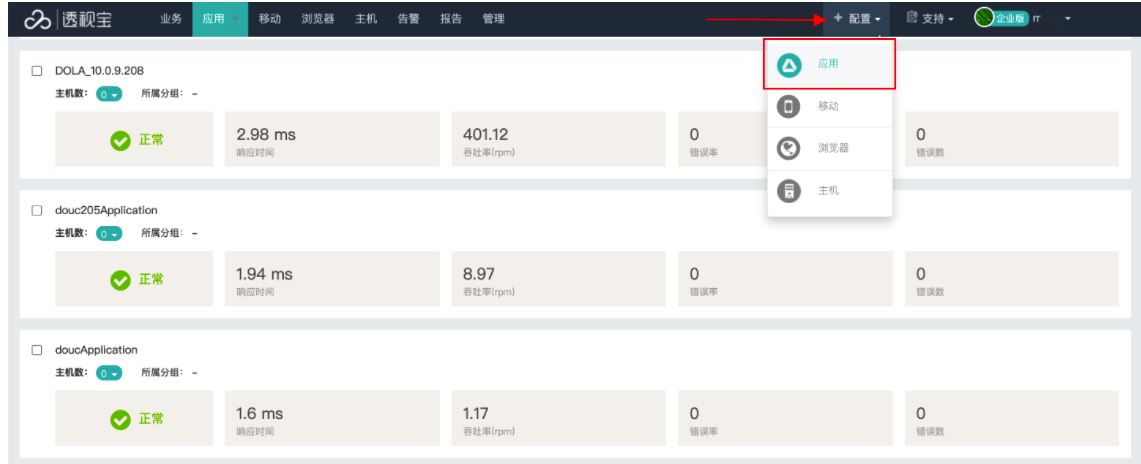 透视宝 业务 应用 移动 浏览器 主机 告警 报告 管理 + 配置 支持 企业版 rr
应用
移动
浏览器
主机
DOLA_10.0.9.208
主机数: 0 所属分组: –
正常 2.98 ms 401.12 0 0
响应时间 吞吐率(rpm) 错误率 错误数
douc205Application
主机数: 0 所属分组: –
正常 1.94 ms 8.97 0 0
响应时间 吞吐率(rpm) 错误率 错误数
doucApplication
主机数: 0 所属分组: –
正常 1.6 ms 1.17 0 0
响应时间 吞吐率(rpm) 错误率 错误数